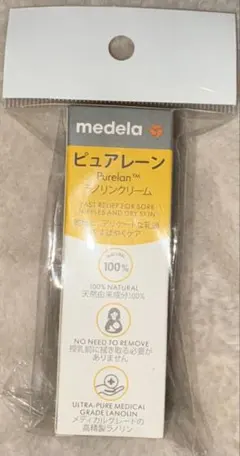 medela
ピュアレーン
Purelan™
ラノリンクリーム
FAST RELIEF FOR SORE
NIPPLES AND DRY SKIN
NATURAL
100%
100% NATURAL
天然由来成分100%
NO NEED TO REMOVE
授乳前に拭き取る必要が
ありません
ULTRA-PURE MEDICAL
GRADE LANOLIN
メディカルグレードの
高精製ラノリン